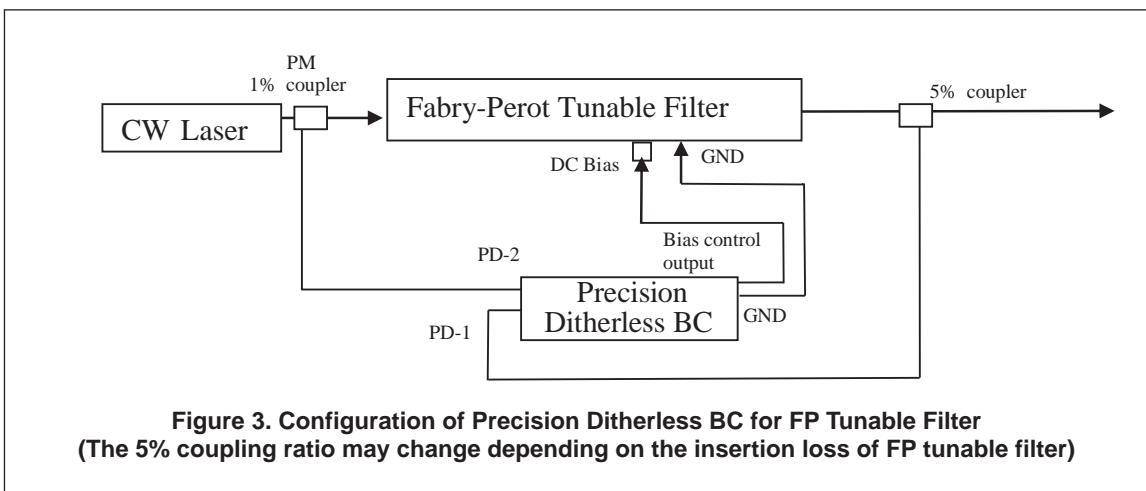 PM
1% coupler
CW Laser
Fabry-Perot Tunable Filter
5% coupler
DC Bias
GND
Bias control
output
PD-2
Precision
Ditherless BC
GND
PD-1
Figure 3. Configuration of Precision Ditherless BC for FP Tunable Filter
(The 5% coupling ratio may change depending on the insertion loss of FP tunable filter)